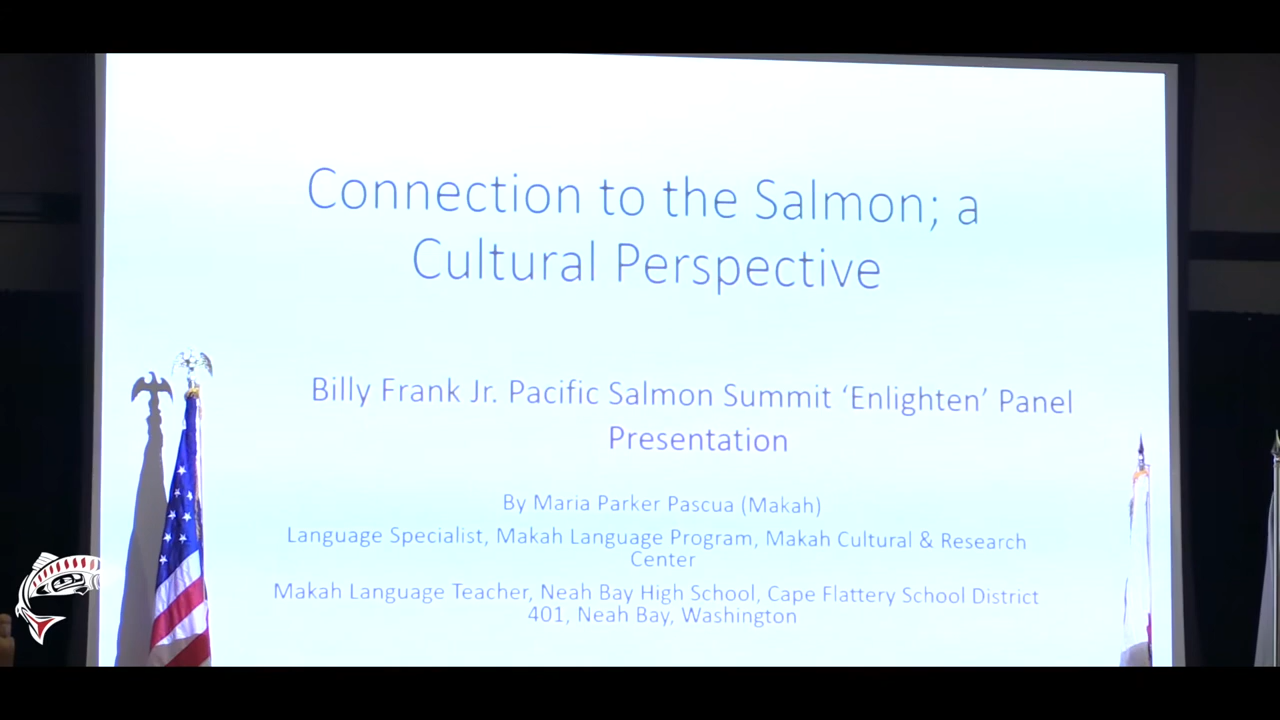 Connection to the Salmon; a
Cultural Perspective
Billy Frank Jr. Pacific Salmon Summit ‘Enlighten’ Panel
Presentation
By Maria Parker Pascua (Makah)
Language Specialist, Makah Language Program, Makah Cultural & Research
Center
Makah Language Teacher, Neah Bay High School, Cape Flattery School District
401, Neah Bay, Washington